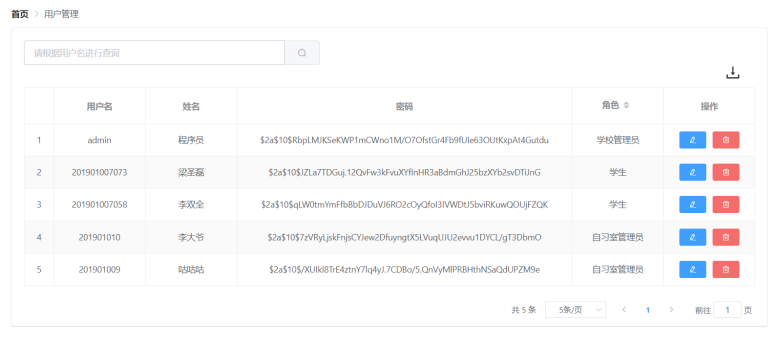 首页 > 用户管理
请根据用户名进行查询
用户名 姓名 密码 角色 操作
1 admin 程序员 $2a$10$RbpLMJKSeKWP1mCWno1M/O7OfstGr4Fb9fUle63OUtKxpAt4Gutdu 学校管理员
2 201901007073 梁圣磊 $2a$10$JZLa7TDGuj.12QvFw3kFvuXYflnHR3aBdmGhJ25bzXYb2svDTiJnG 学生
3 201901007058 李双全 $2a$10$qLW0tmYmFfbBbDJDuVJ6RO2cOyQfoI3IVWDtJ5bviRKuwQOUjFZQK 学生
4 201901010 李大爷 $2a$10$7zVRyLjskFnjsCYJew2DfuyngtX5LVuqUJU2evvu1DYCL/gT3DbmO 自习室管理员
5 201901009 咕咕咕 $2a$10$/XUIkI8TrE4ztnY7lq4yJ.7CDBo/5.QnVyMlPRBHthNSaQdUPZM9e 自习室管理员
共 5 条 5条/页 < 1 > 前往 1 页